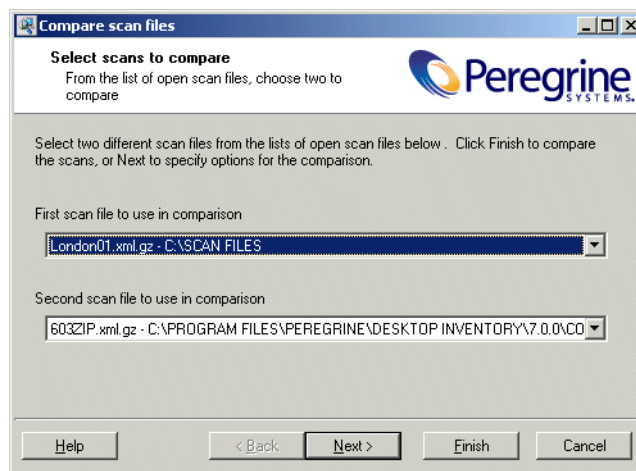 Compare scan files
Select scans to compare
From the list of open scan files, choose two to
compare
Peregrine
SYSTEMS.
Select two different scan files from the lists of open scan files below . Click Finish to compare
the scans, or Next to specify options for the comparison.
First scan file to use in comparison
London01.xml.gz - C:\SCAN FILES
Second scan file to use in comparison
603ZIP.xml.gz - C:\PROGRAM FILES\PEREGRINE\DESKTOP INVENTORY\7.0.0\CO
Help
< Back
Next >
Finish
Cancel